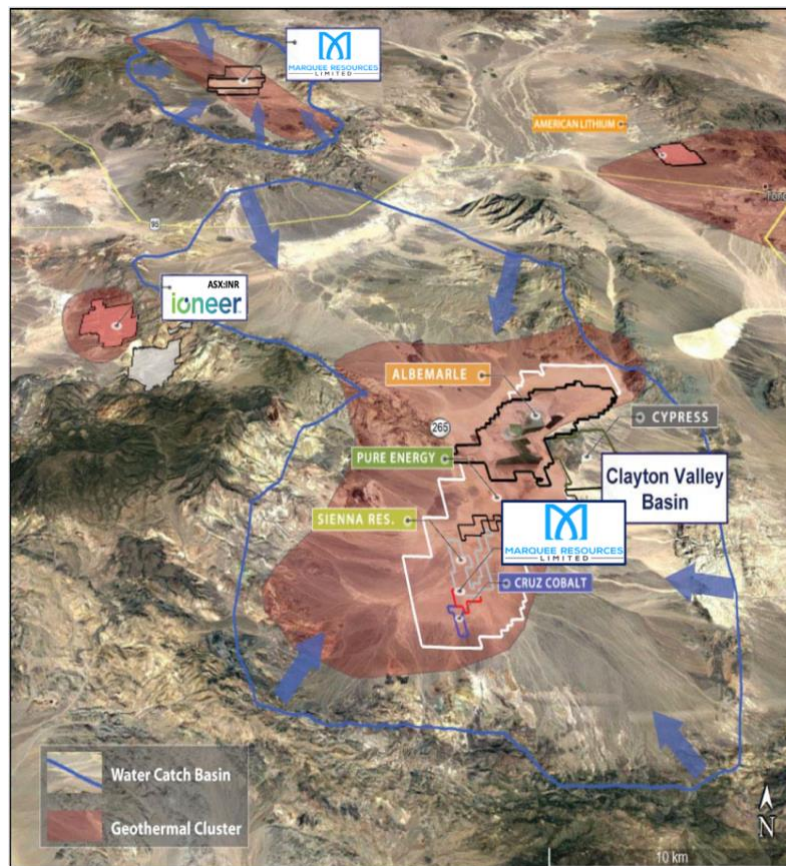 MARQUEE RESOURCES
LIMITED
AMERICAN LITHIUM
95
ASX:INR
ioneer
ALBEMARLE
CYPRESS
265
PURE ENERGY
Clayton Valley
Basin
SIENNA RES.
MARQUEE RESOURCES
LIMITED
CRUZ COBALT
Water Catch Basin
Geothermal Cluster
N
10 km